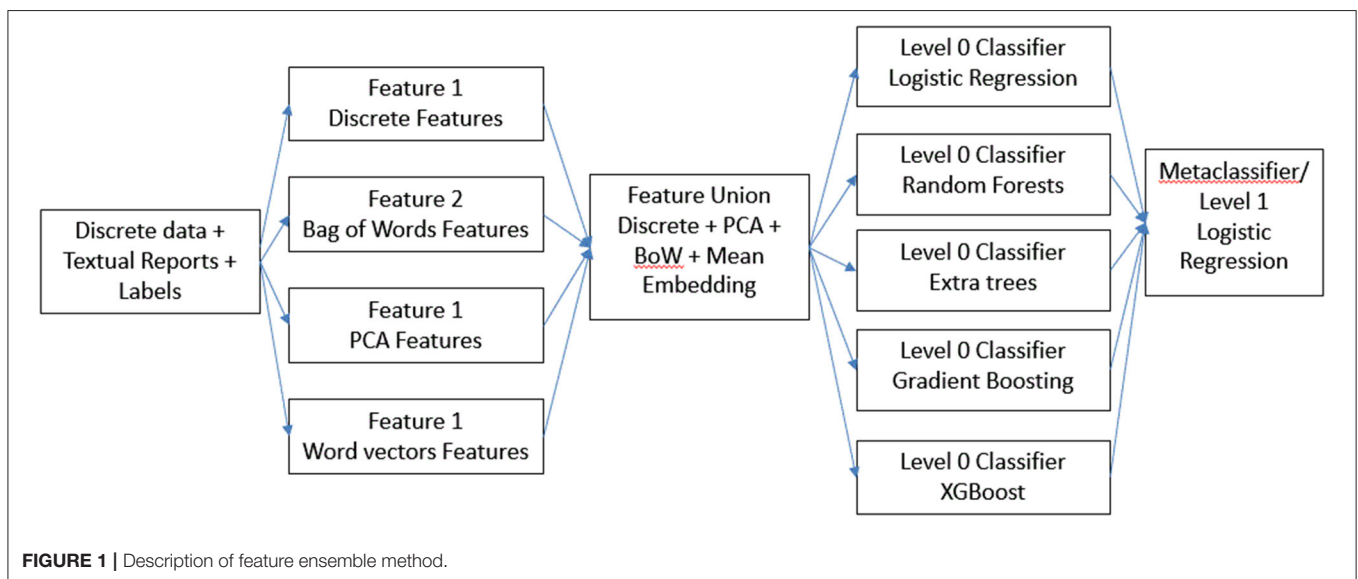 Discrete data +
Textual Reports +
Labels
Feature 1
Discrete Features
Feature 2
Bag of Words Features
Feature 1
PCA Features
Feature 1
Word vectors Features
Feature Union
Discrete + PCA +
BoW + Mean
Embedding
Level 0 Classifier
Logistic Regression
Level 0 Classifier
Random Forests
Level 0 Classifier
Extra trees
Level 0 Classifier
Gradient Boosting
Level 0 Classifier
XGBoost
Metaclassifier/
Level 1
Logistic
Regression
FIGURE 1 | Description of feature ensemble method.